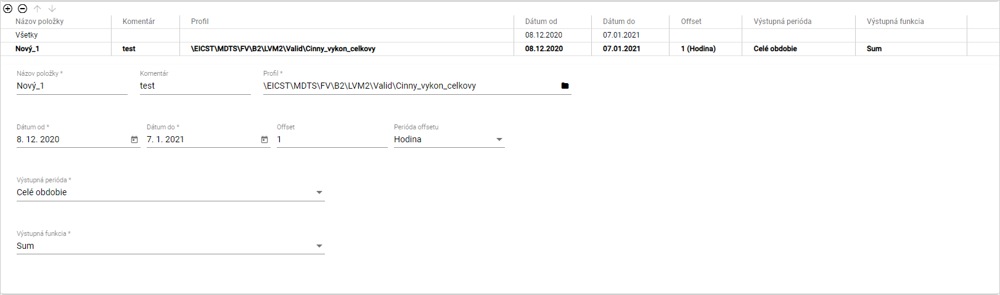 Názov položky Komentár Profil Dátum od Dátum do Offset Výstupná perióda Výstupná funkcia
Všetky 08.12.2020 07.01.2021
Nový_1 test \EICST\MDTS\FV\B2\LVM2\Valid\Cinny_vykon_celkovy 08.12.2020 07.01.2021 1 (Hodina) Celé obdobie Sum
Názov položky * Komentár Profil *
Nový_1 test \EICST\MDTS\FV\B2\LVM2\Valid\Cinny_vykon_celkovy
Dátum od * Dátum do * Offset Perióda offsetu
8. 12. 2020 7. 1. 2021 1 Hodina
Výstupná perióda *
Celé obdobie
Výstupná funkcia *
Sum